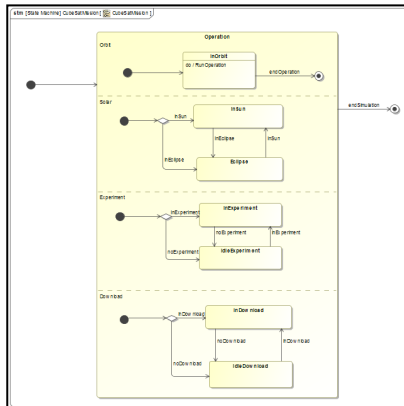 stm [State Machine] CubeSatMission [ CubeSatMission ]
Operation
Orbit
InOrbit
do / RunOperation
endOperation
Solar
inSun
InSun
inEclipse
inSun
inEclipse
Eclipse
endSimulation
Experiment
inExperiment
InExperiment
noExperiment
inExperiment
noExperiment
IdleExperiment
Download
inDownload
InDownload
noDownload
inDownload
noDownload
IdleDownload